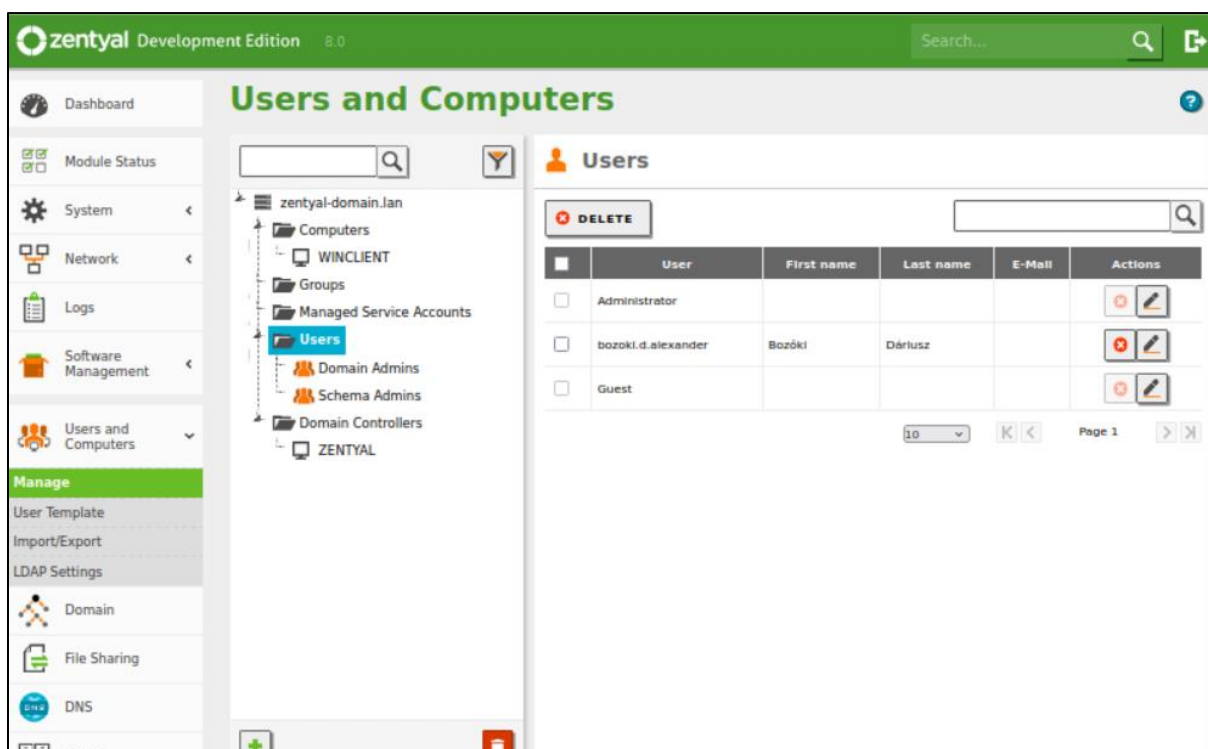 zentyal Development Edition 8.0
Search...
Dashboard
Module Status
System
Network
Logs
Software
Management
Users and
Computers
Manage
User Template
Import/Export
LDAP Settings
Domain
File Sharing
DNS
Users and Computers
zentyal-domain.lan
Computers
WINCLIENT
Groups
Managed Service Accounts
Users
Domain Admins
Schema Admins
Domain Controllers
ZENTYAL
Users
DELETE
User First name Last name E-Mail Actions
Administrator
bozoki.d.alexander Bozóki Dáriusz
Guest
10 Page 1